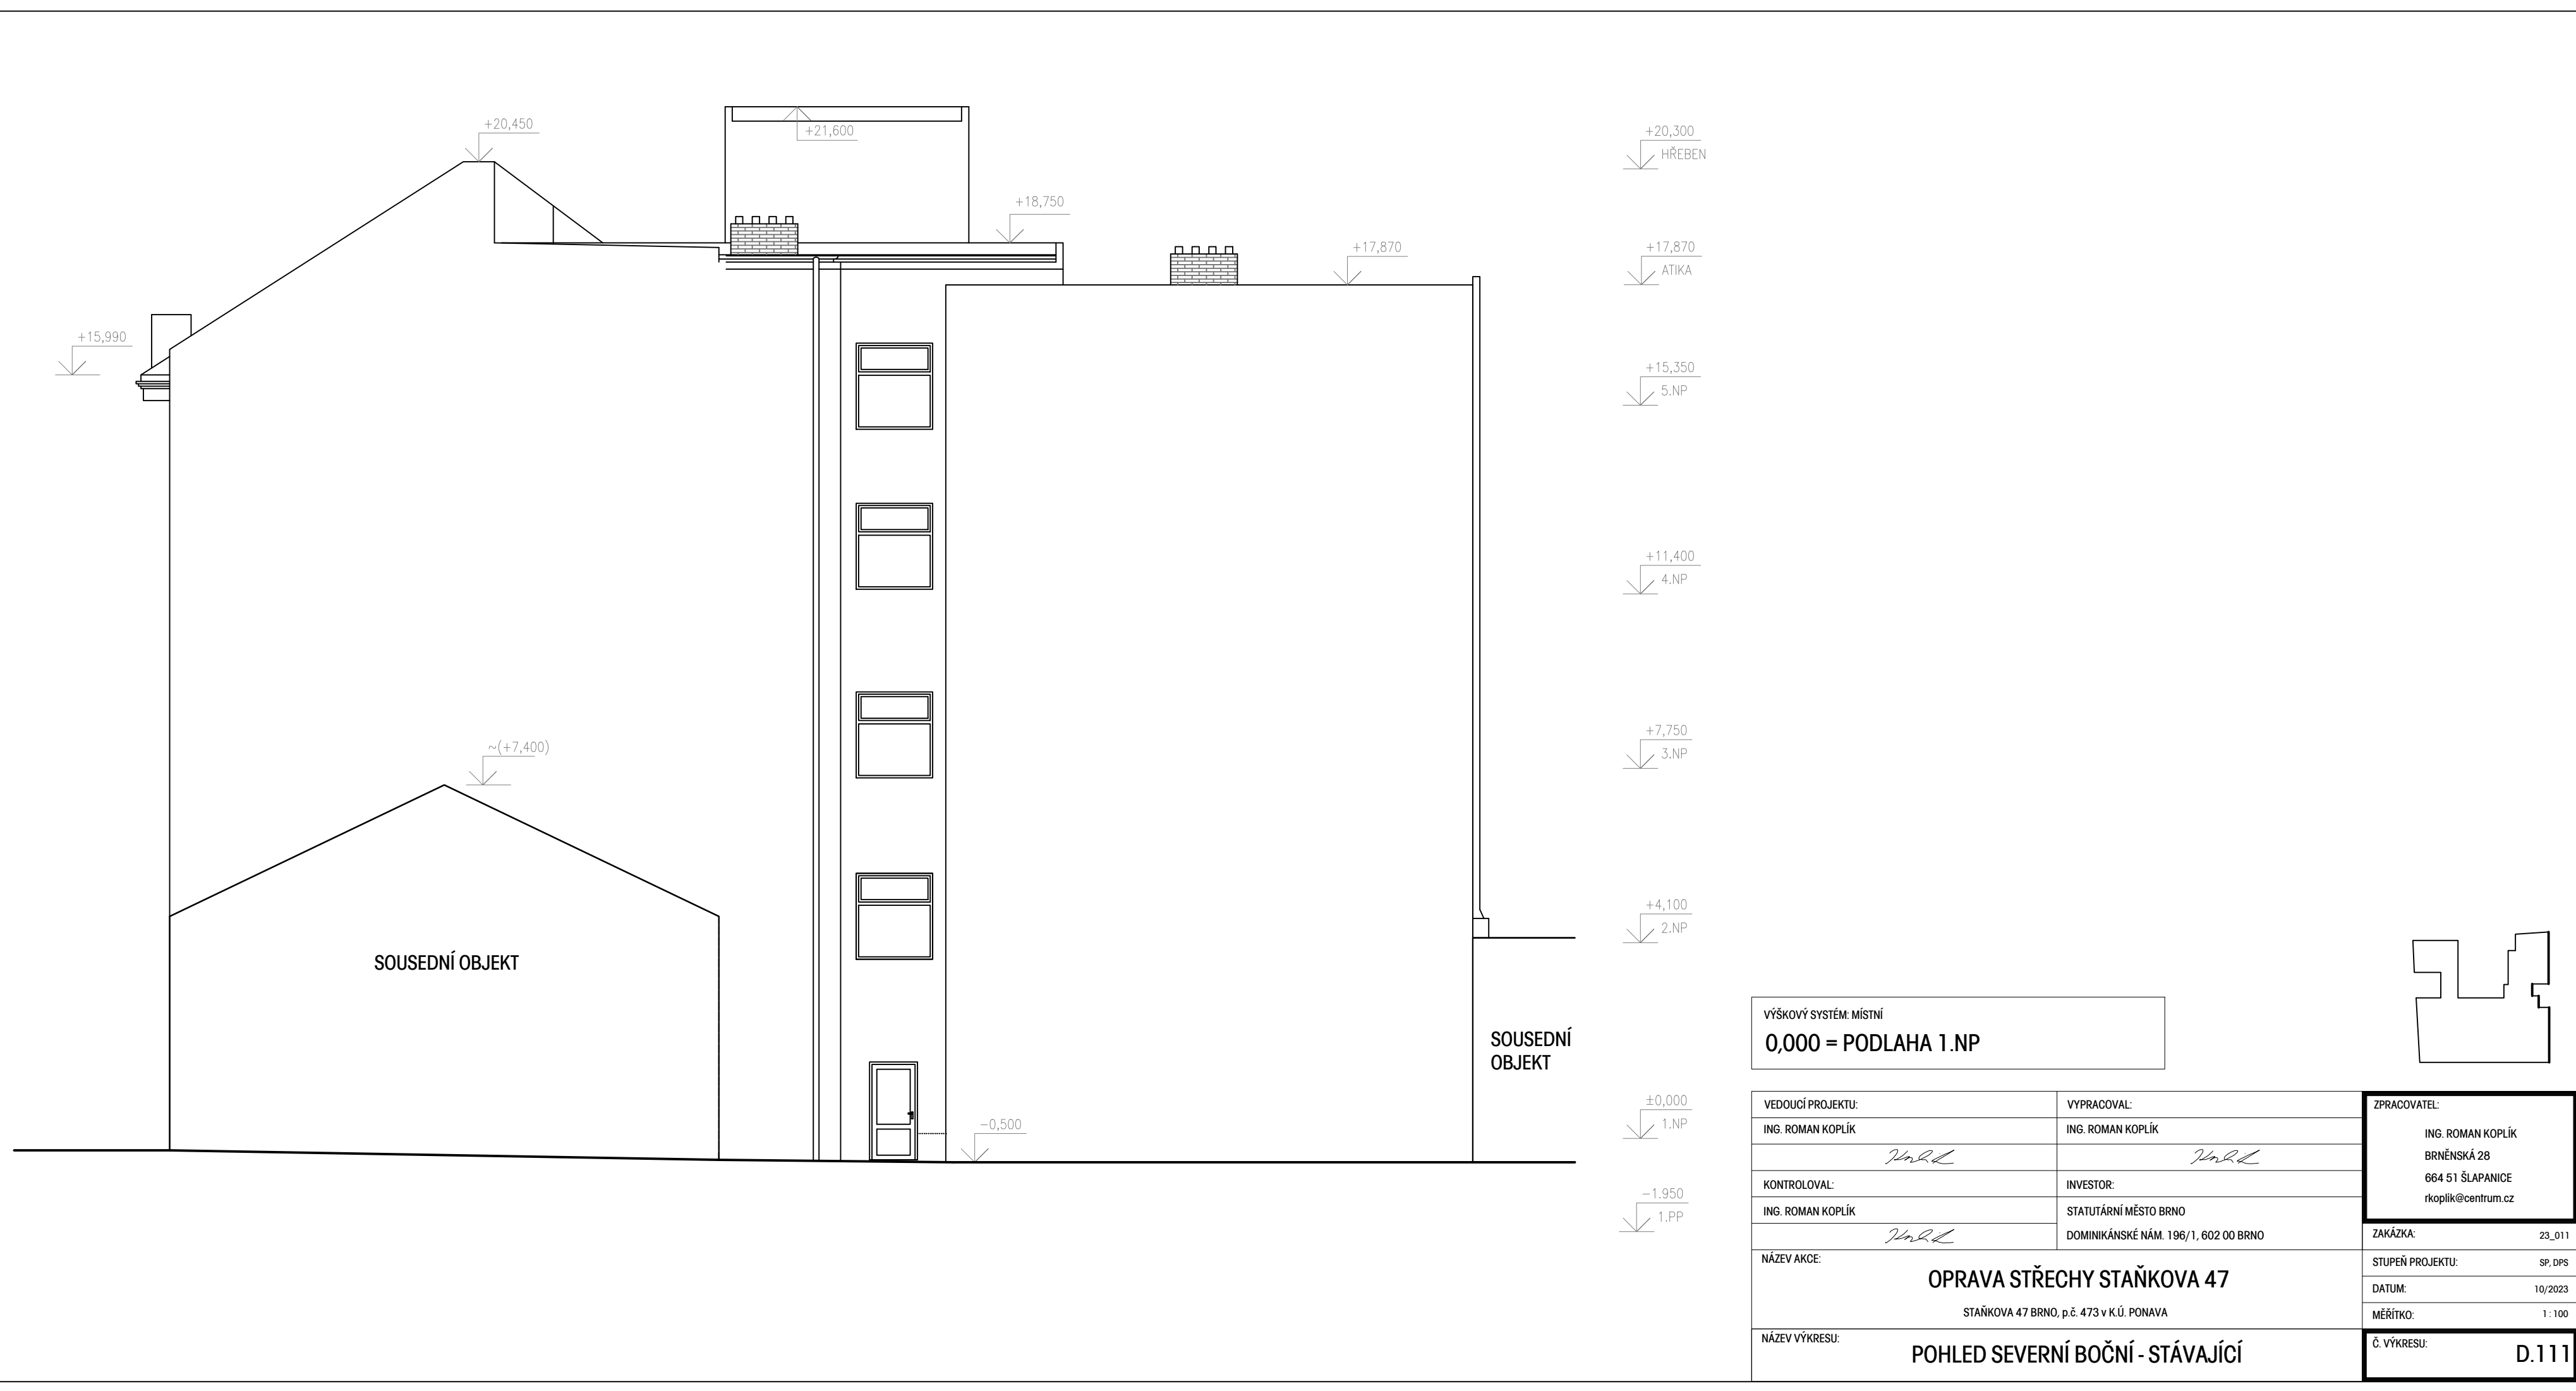 +20,450
+21,600
+18,750
+17,870
+15,990
~(+7,400)
SOUSEDNÍ OBJEKT
-0,500
SOUSEDNÍ
OBJEKT
+20,300
HŘEBEN
+17,870
ATIKA
+15,350
5.NP
+11,400
4.NP
+7,750
3.NP
+4,100
2.NP
±0,000
1.NP
-1.950
1.PP
VÝŠKOVÝ SYSTÉM: MÍSTNÍ
0,000 = PODLAHA 1.NP
VEDOUCÍ PROJEKTU:
ING. ROMAN KOPLÍK
VYPRACOVAL:
ING. ROMAN KOPLÍK
KONTROLOVAL:
ING. ROMAN KOPLÍK
INVESTOR:
STATUTÁRNÍ MĚSTO BRNO
DOMINIKÁNSKÉ NÁM. 196/1, 602 00 BRNO
ZPRACOVATEL:
ING. ROMAN KOPLÍK
BRNĚNSKÁ 28
664 51 ŠLAPANICE
rkoplik@centrum.cz
NÁZEV AKCE:
OPRAVA STŘECHY STAŇKOVA 47
STAŇKOVA 47 BRNO, p.č. 473 v K.Ú. PONAVA
NÁZEV VÝKRESU:
POHLED SEVERNÍ BOČNÍ - STÁVAJÍCÍ
ZAKÁZKA: 23_011
STUPEŇ PROJEKTU: SP, DPS
DATUM: 10/2023
MĚŘÍTKO: 1 : 100
Č. VÝKRESU: D.111